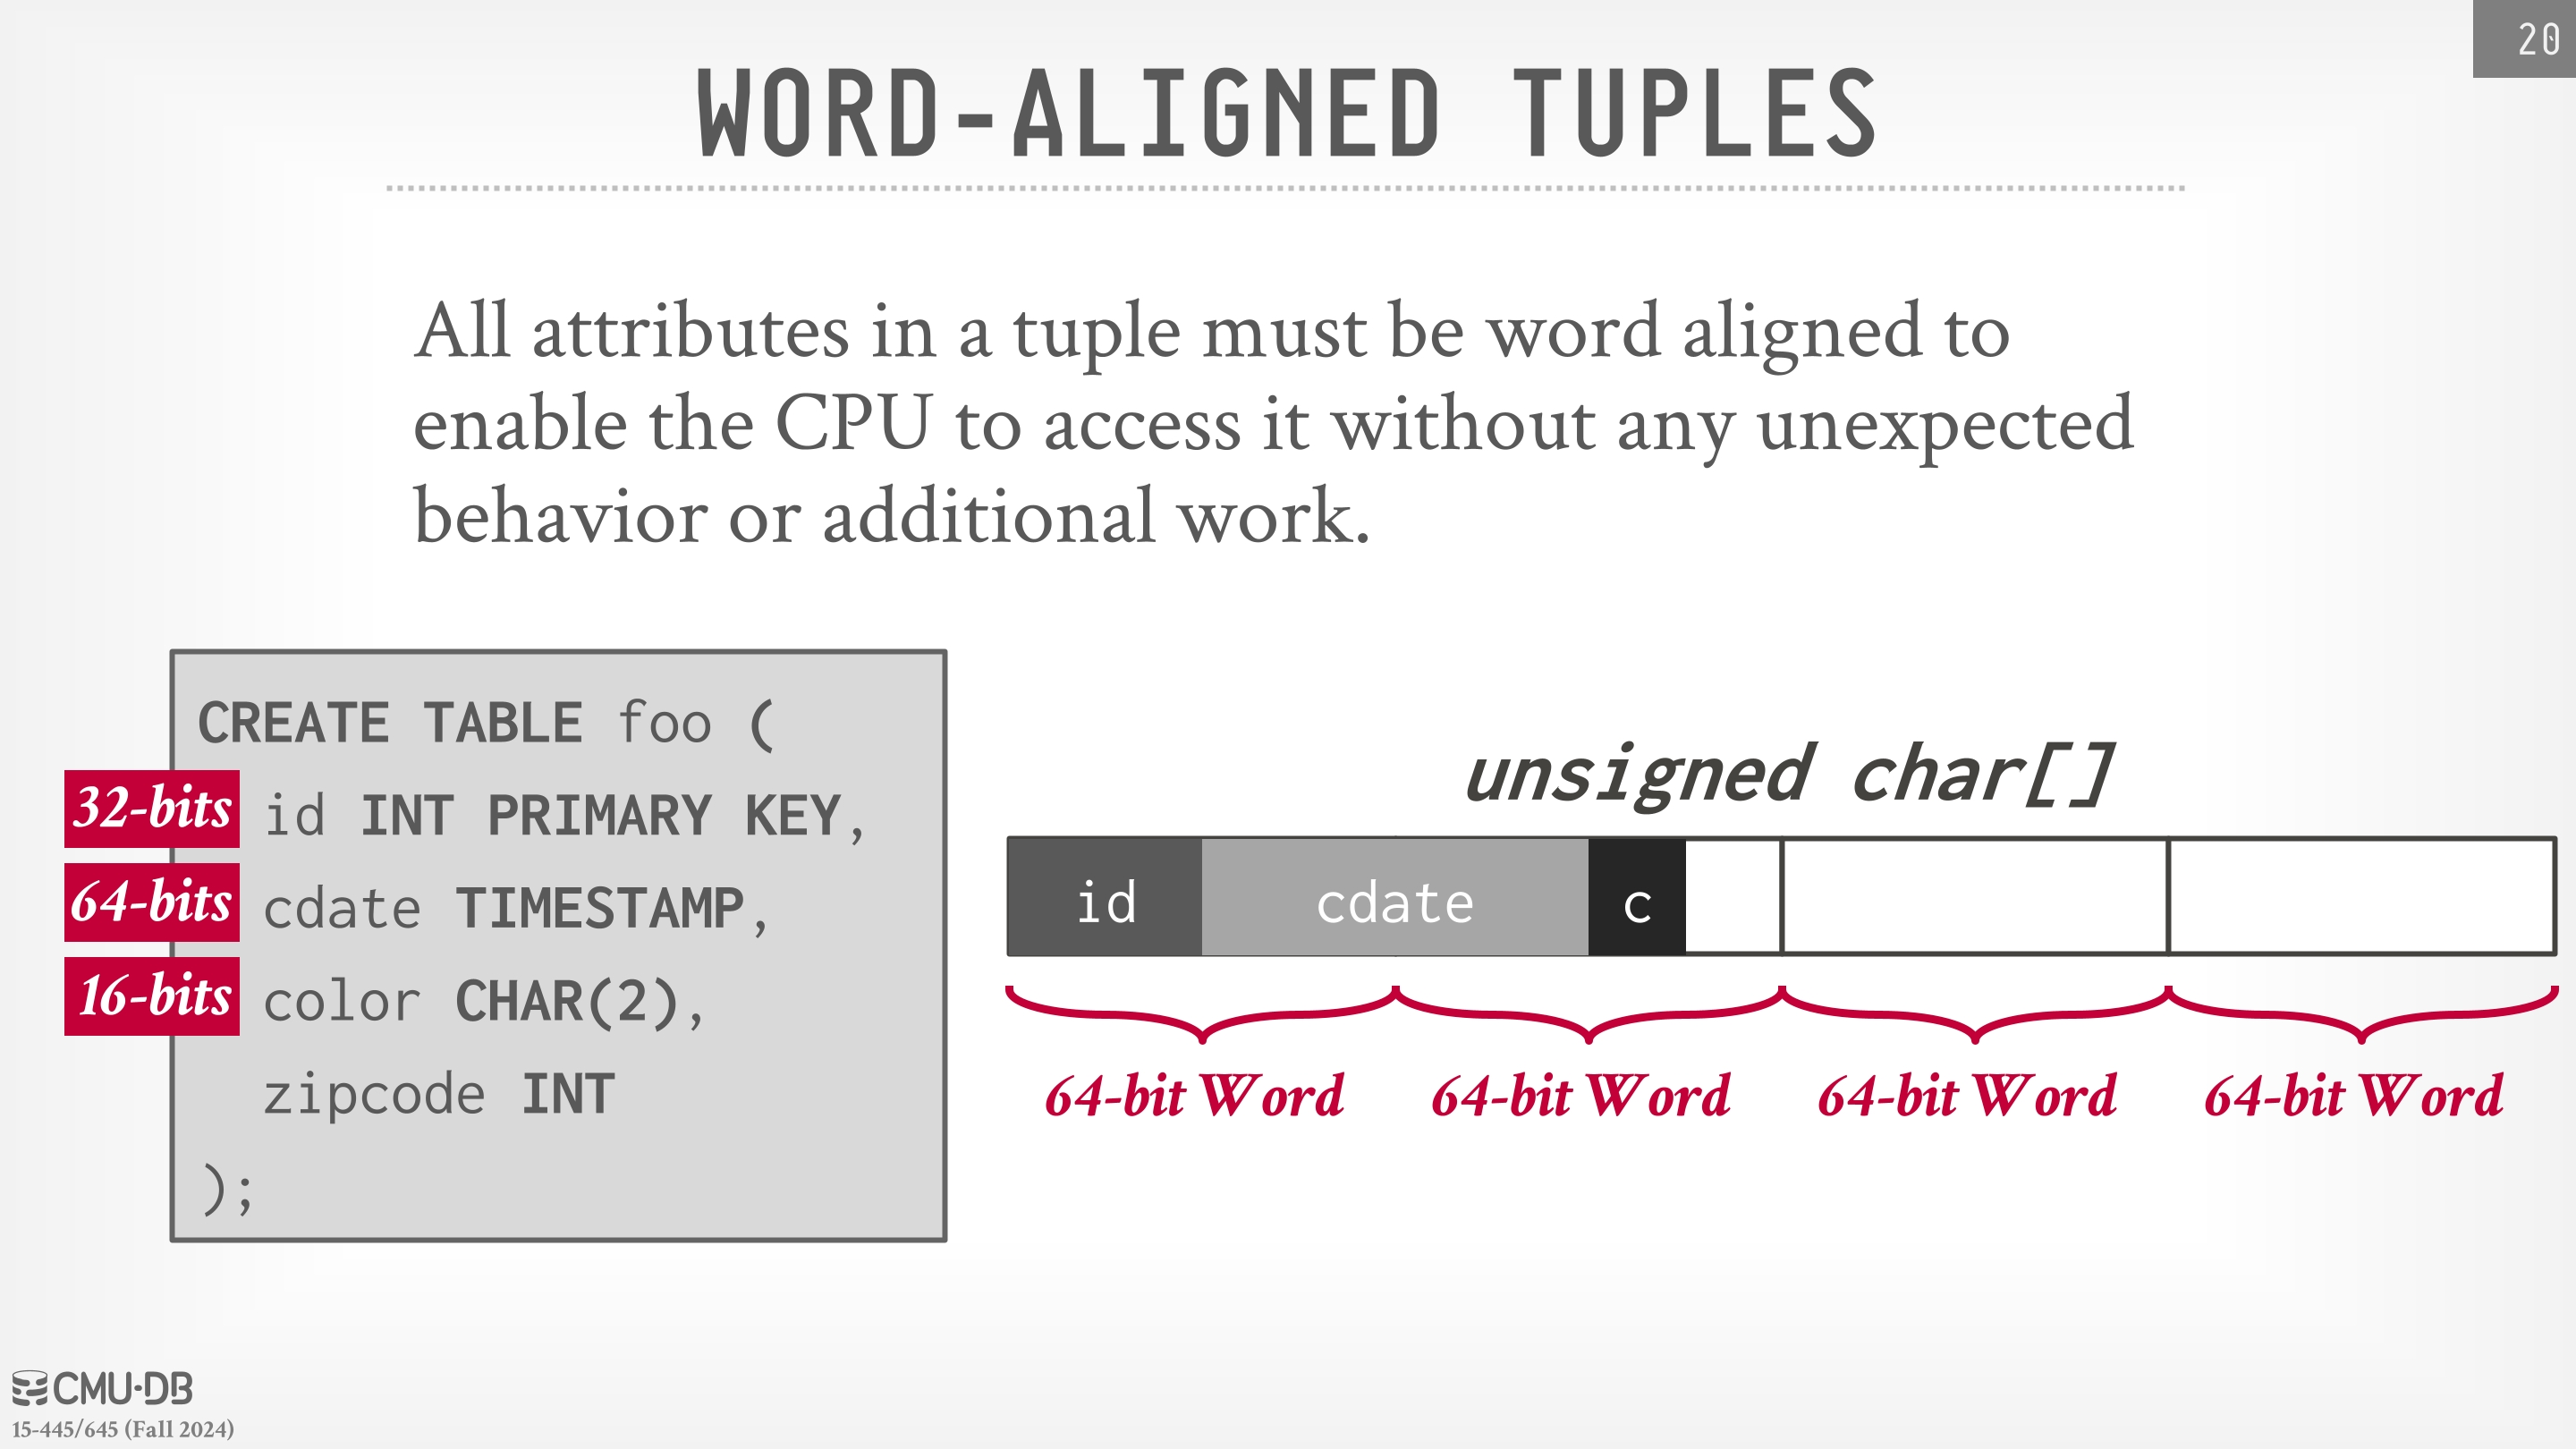 20
WORD-ALIGNED TUPLES
All attributes in a tuple must be word aligned to
enable the CPU to access it without any unexpected
behavior or additional work.
CREATE TABLE foo (
32-bits id INT PRIMARY KEY,
64-bits cdate TIMESTAMP,
16-bits color CHAR(2),
zipcode INT
);
unsigned char[]
id cdate c
64-bit Word 64-bit Word 64-bit Word 64-bit Word
CMU·DB
15-445/645 (Fall 2024)